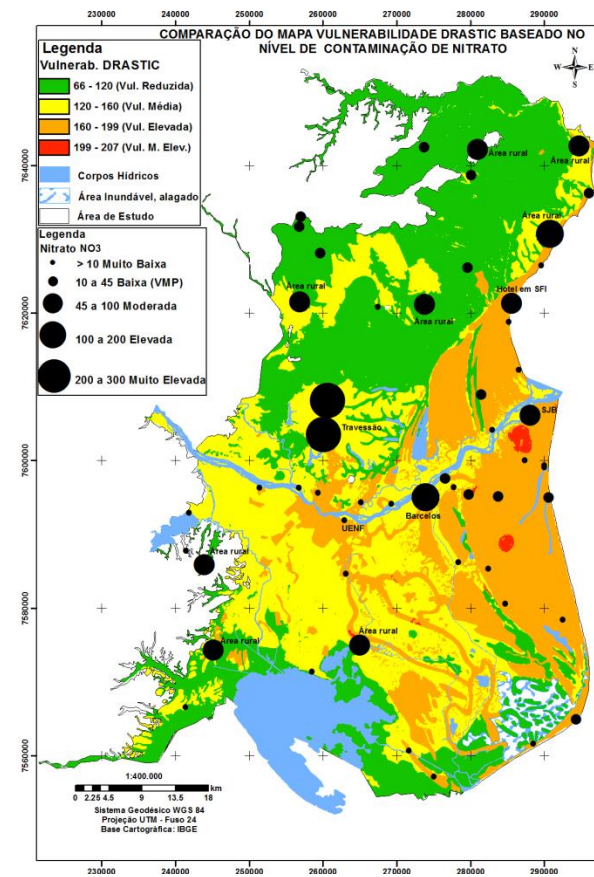 230000 240000 250000 260000 270000 280000 290000
COMPARAÇÃO DO MAPA VULNERABILIDADE DRASTIC BASEADO NO
NÍVEL DE CONTAMINAÇÃO DE NITRATO
N
W E
S
Legenda
Vulnerab. DRASTIC
66 - 120 (Vul. Reduzida)
120 - 160 (Vul. Média)
160 - 199 (Vul. Elevada)
199 - 207 (Vul. M. Elev.)
Corpos Hídricos
Área Inundável, alagado
Área de Estudo
Legenda
Nitrato NO3
> 10 Muito Baixa
10 a 45 Baixa (VMP)
45 a 100 Moderada
100 a 200 Elevada
200 a 300 Muito Elevada
7640000
7640000
Área rural
Área rural
Área rural
Área rural
Hotel em SFI
Área rural
7620000
7620000
SJB
Travessão
7600000
7600000
Barcelos
UENF
Área rural
7580000
7580000
Área rural
Área rural
7560000
7560000
1:400.000
0 2.25 4.5 9 13.5 18
km
Sistema Geodésico WGS 84
Projeção UTM - Fuso 24
Base Cartográfica: IBGE
230000 240000 250000 260000 270000 280000 290000